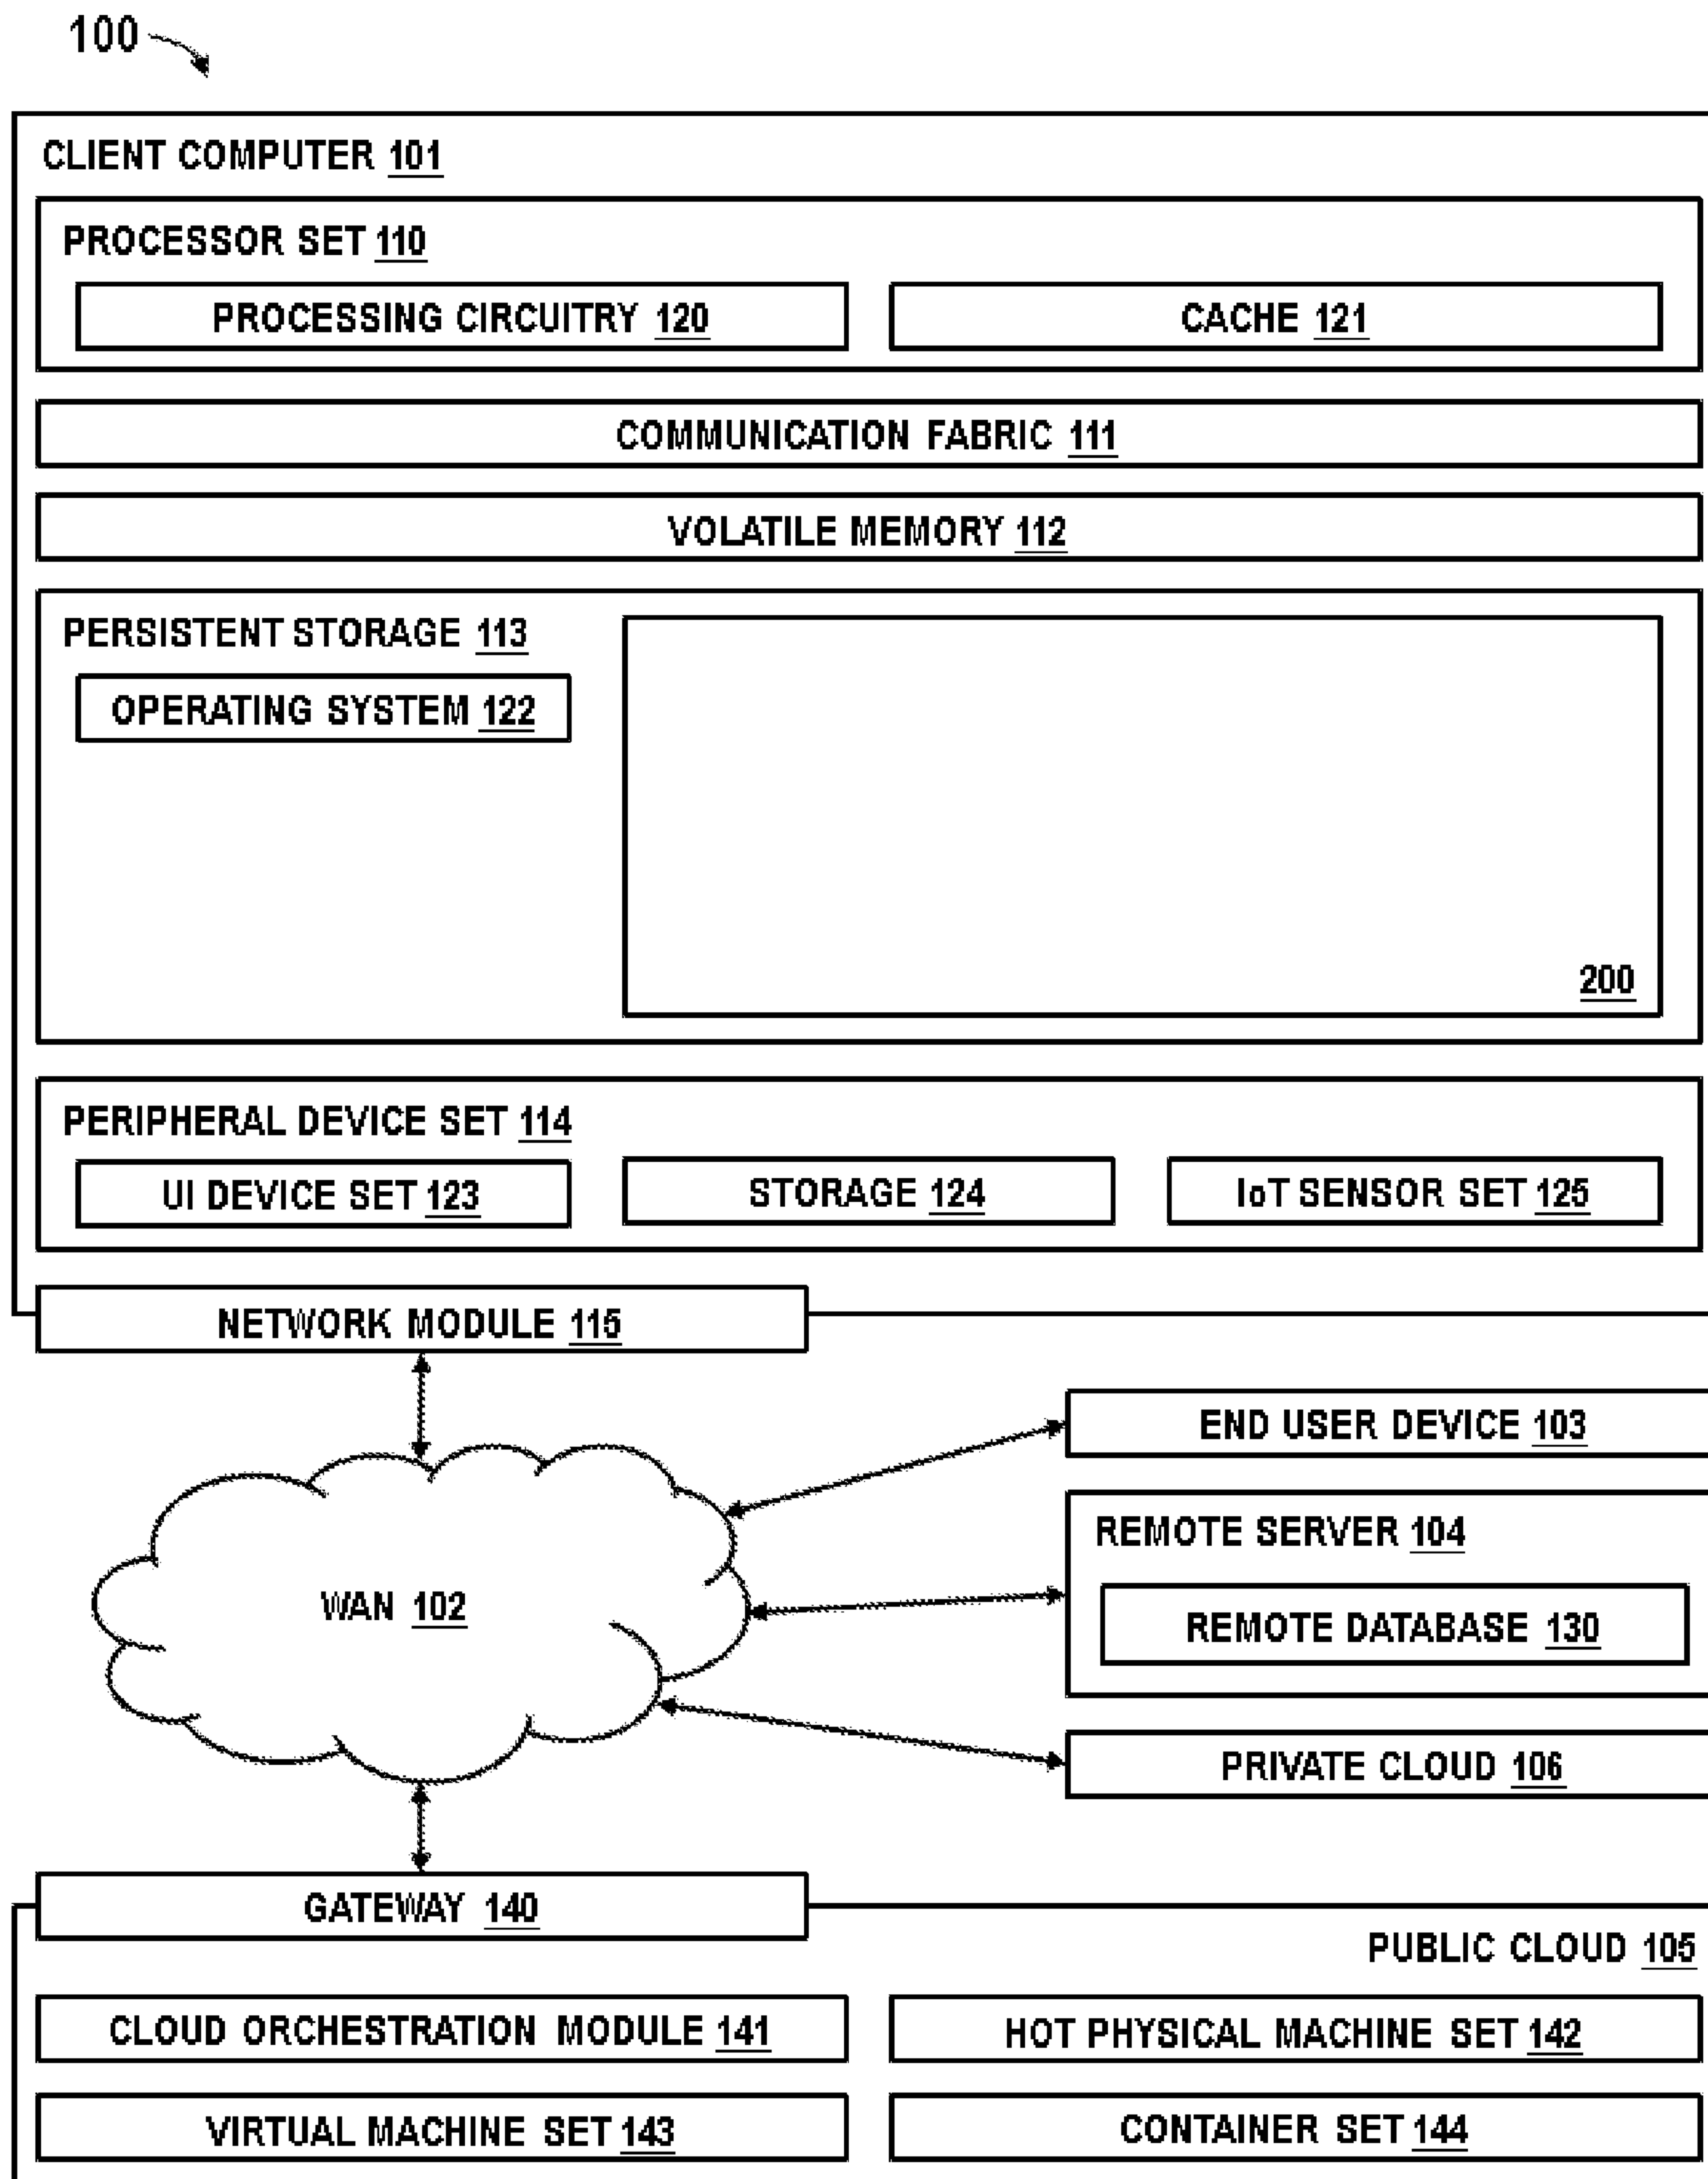 100
CLIENT COMPUTER 101
PROCESSOR SET 110
PROCESSING CIRCUITRY 120
CACHE 121
COMMUNICATION FABRIC 111
VOLATILE MEMORY 112
PERSISTENT STORAGE 113
OPERATING SYSTEM 122
200
PERIPHERAL DEVICE SET 114
UI DEVICE SET 123
STORAGE 124
IoT SENSOR SET 125
NETWORK MODULE 115
END USER DEVICE 103
REMOTE SERVER 104
WAN 102
REMOTE DATABASE 130
PRIVATE CLOUD 106
GATEWAY 140
PUBLIC CLOUD 105
CLOUD ORCHESTRATION MODULE 141
HOT PHYSICAL MACHINE SET 142
VIRTUAL MACHINE SET 143
CONTAINER SET 144